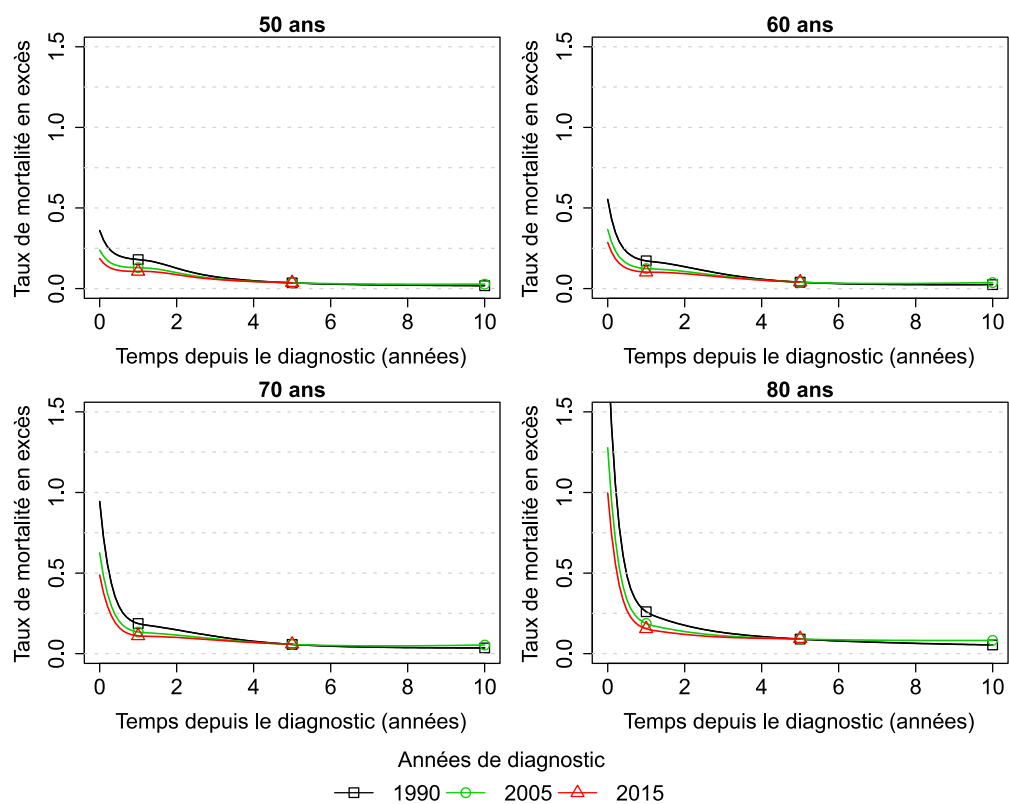 50 ans
60 ans
Taux de mortalité en excès
0.0 0.5 1.0 1.5
0 2 4 6 8 10
Temps depuis le diagnostic (années)
Taux de mortalité en excès
0.0 0.5 1.0 1.5
0 2 4 6 8 10
Temps depuis le diagnostic (années)
70 ans
80 ans
Taux de mortalité en excès
0.0 0.5 1.0 1.5
0 2 4 6 8 10
Temps depuis le diagnostic (années)
Taux de mortalité en excès
0.0 0.5 1.0 1.5
0 2 4 6 8 10
Temps depuis le diagnostic (années)
Années de diagnostic
1990 2005 2015